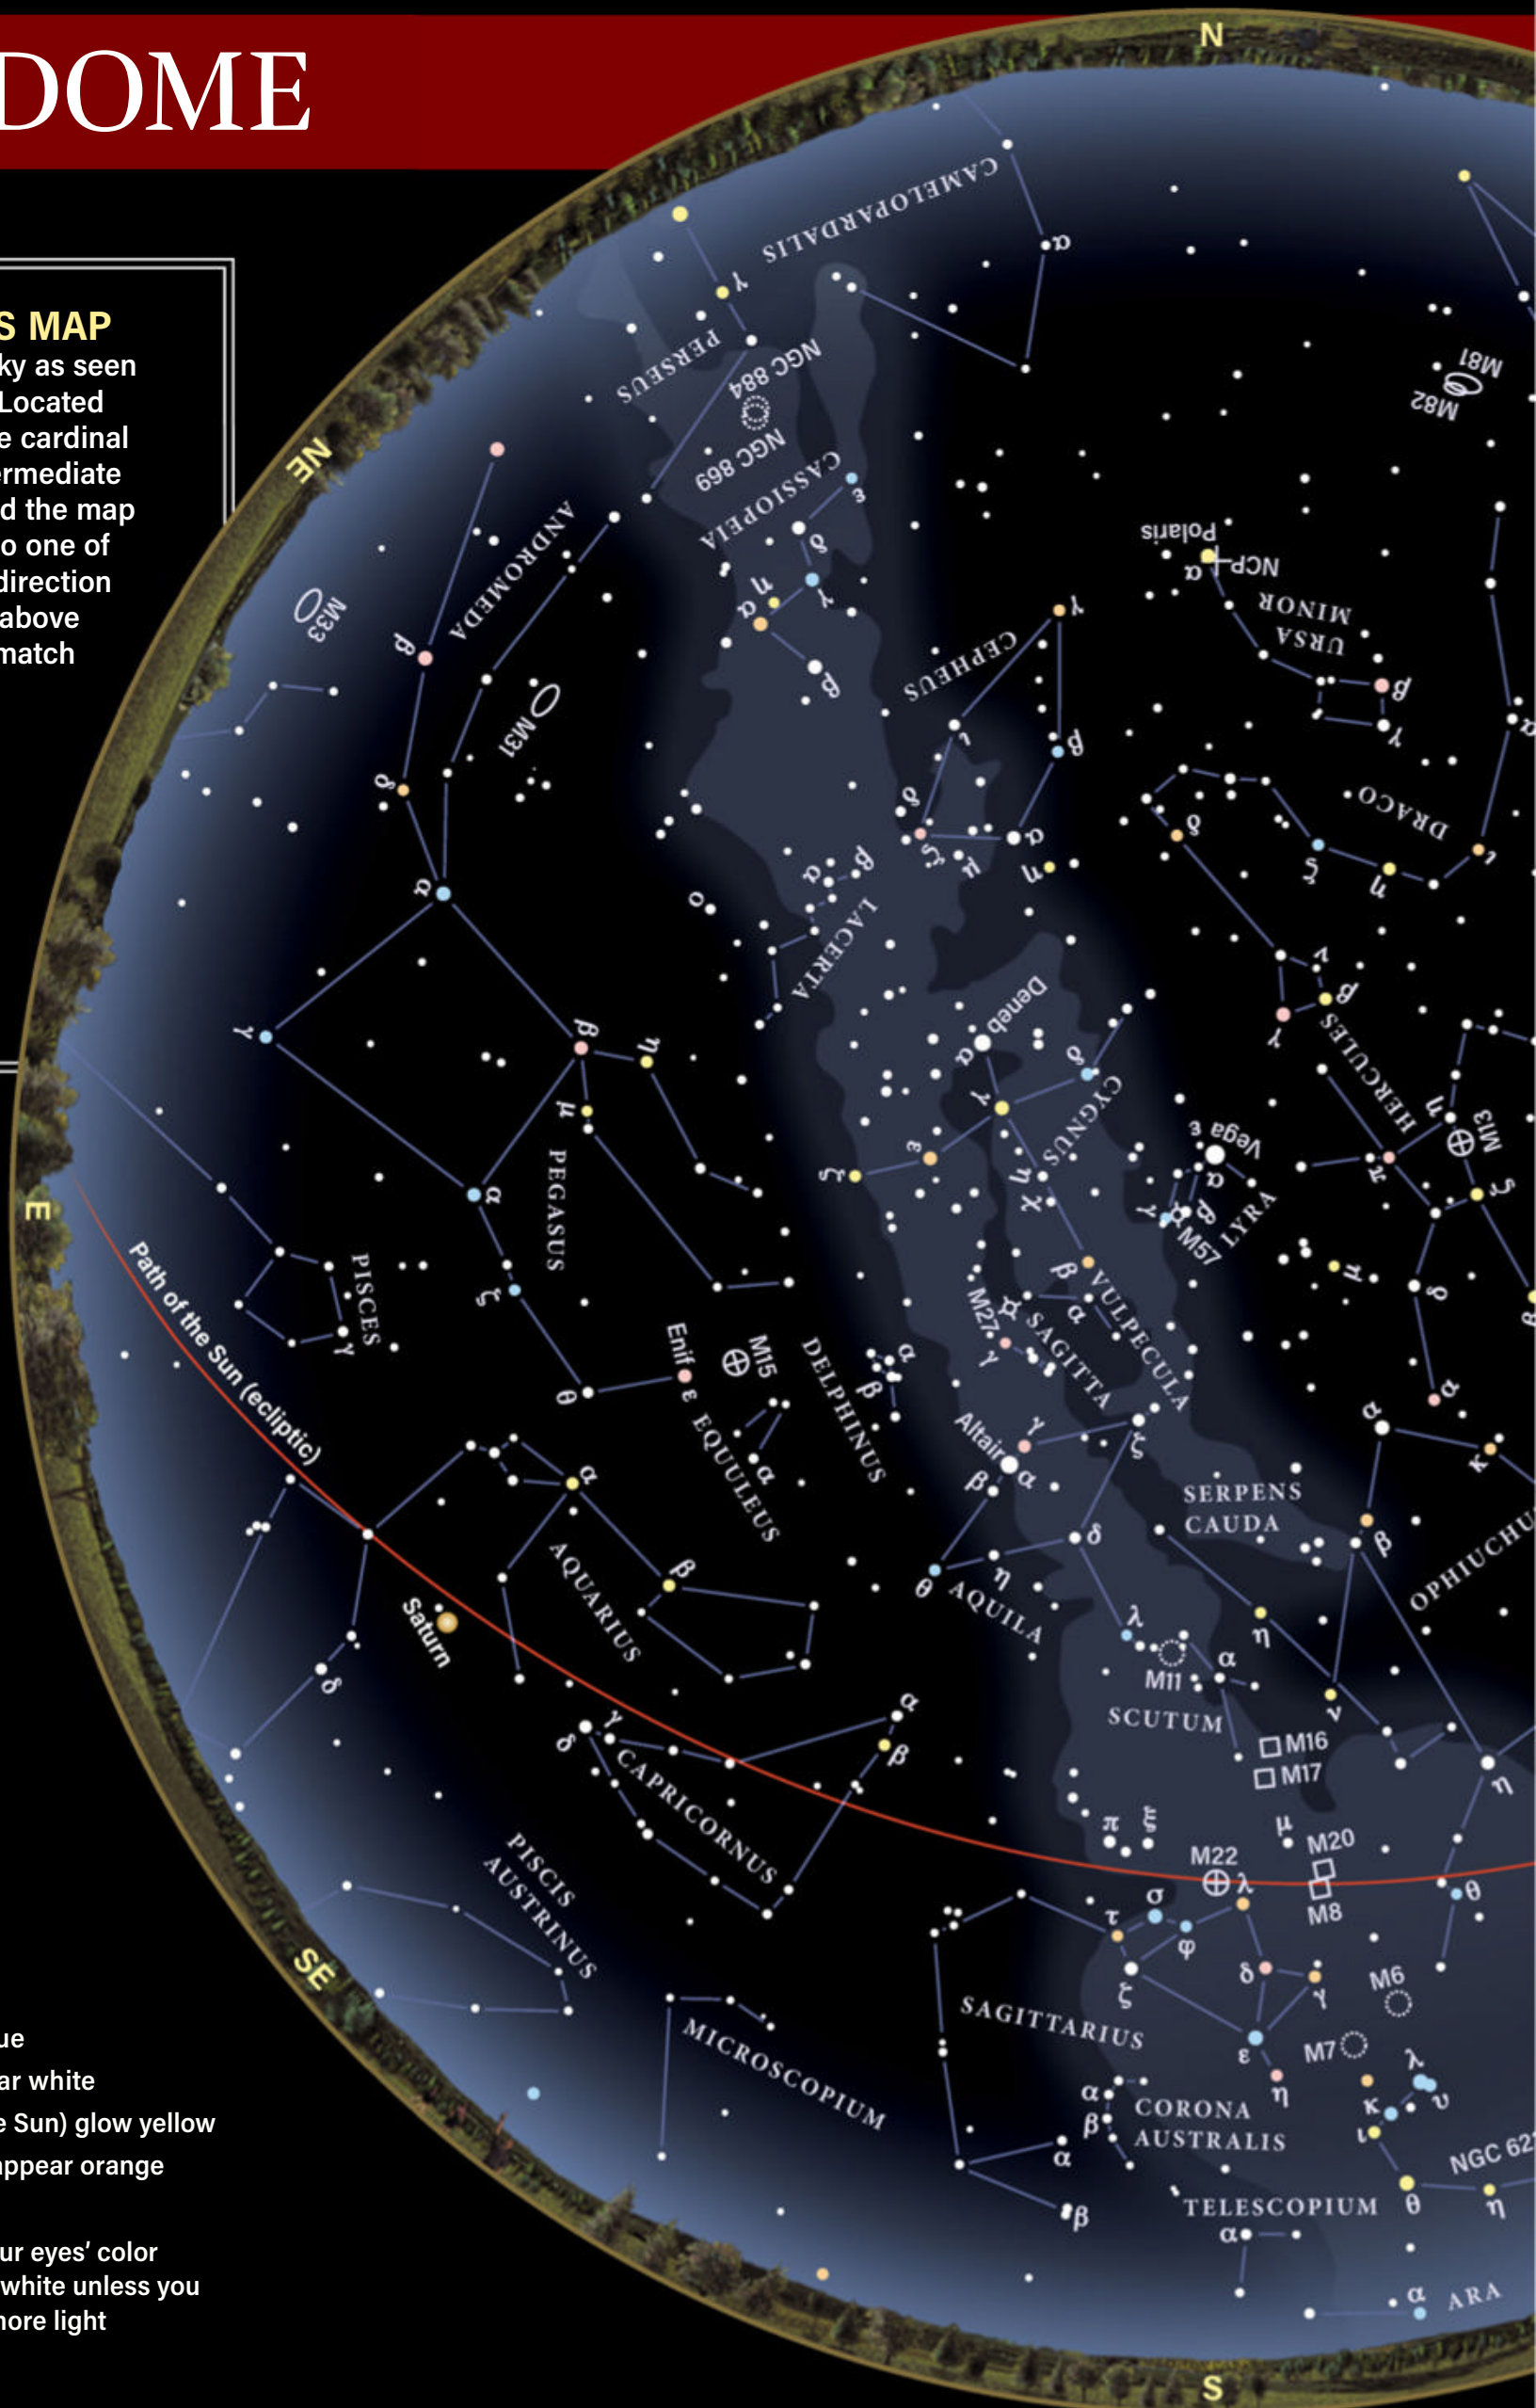 DOME
N
S MAP
ky as seen
Located
e cardinal
ermediate
d the map
o one of
direction
above
match
NE
E
SE
S
CAMELOPARDALIS
α
γ
PERSEUS
NGC 884
NGC 869
M81
M82
CASSIOPEIA
ε
δ
γ
η
α
β
ANDROMEDA
M33
β
M31
δ
α
Polaris
α
NCP
URSA
MINOR
β
γ
CEPHEUS
γ
ι
β
δ
ζ
μ
α
η
DRACO
δ
ζ
η
ι
α
ν
β
γ
LACERTA
α
β
ο
HERCULES
η
M13
π
ζ
μ
δ
β
α
γ
β
η
μ
α
PEGASUS
ζ
θ
Enif
ε
M15
Deneb
α
γ
δ
CYGNUS
ε
ζ
η
χ
β
Vega
ε
α
β
γ
δ
LYRA
M57
VULPECULA
α
M27
SAGITTA
γ
PISCES
γ
Path of the Sun (ecliptic)
DELPHINUS
α
β
EQUULEUS
α
Altair
γ
α
β
ζ
δ
η
θ
AQUILA
λ
SERPENS
CAUDA
η
ν
α
κ
β
OPHIUCHU
η
θ
AQUARIUS
α
β
Saturn
δ
M11
α
SCUTUM
M16
M17
CAPRICORNUS
α
β
γ
δ
π
ξ
μ
M20
M22
λ
M8
σ
τ
φ
ζ
δ
γ
ε
η
SAGITTARIUS
α
β
M6
M7
PISCIS
AUSTRINUS
MICROSCOPIUM
α
β
CORONA
AUSTRALIS
λ
υ
κ
ι
θ
η
NGC 62
TELESCOPIUM
α
α
ARA
ue
ar white
e Sun) glow yellow
appear orange
ur eyes’ color
white unless you
more light